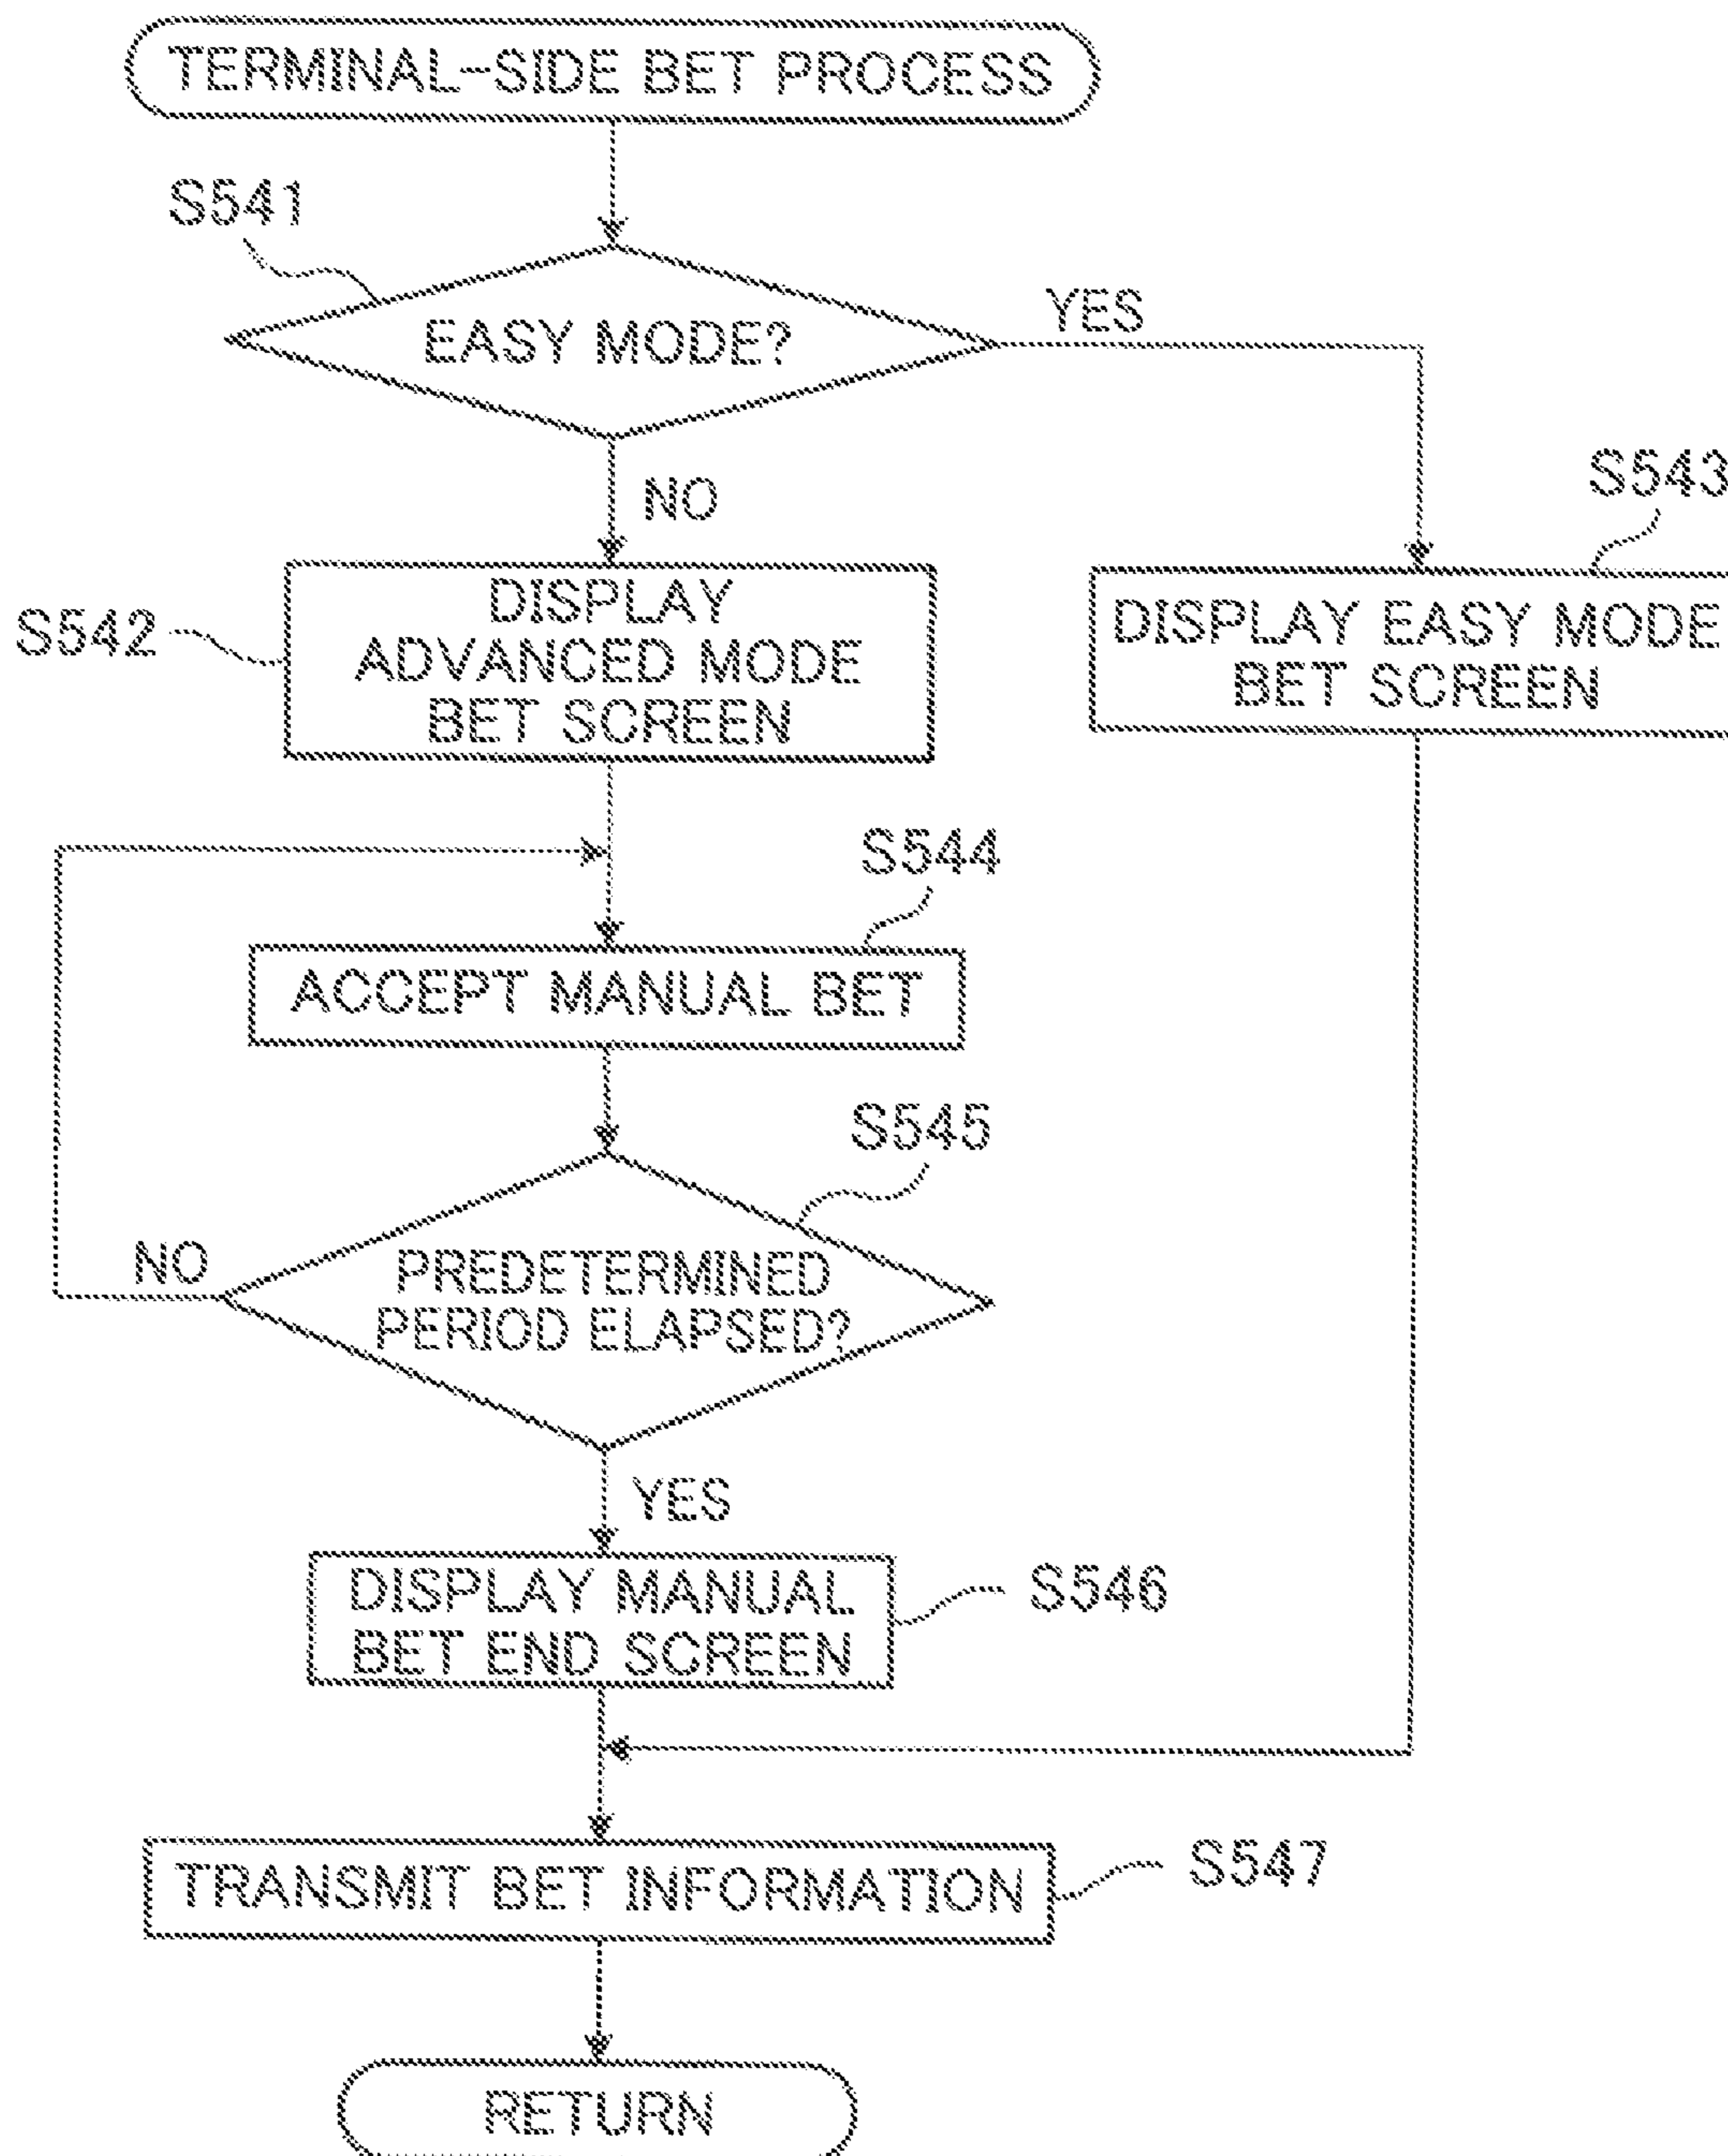 TERMINAL-SIDE BET PROCESS
S541
EASY MODE?
YES
NO
S543
DISPLAY EASY MODE
BET SCREEN
S542
DISPLAY
ADVANCED MODE
BET SCREEN
S544
ACCEPT MANUAL BET
S545
NO
PREDETERMINED
PERIOD ELAPSED?
YES
DISPLAY MANUAL
BET END SCREEN
S546
TRANSMIT BET INFORMATION
S547
RETURN